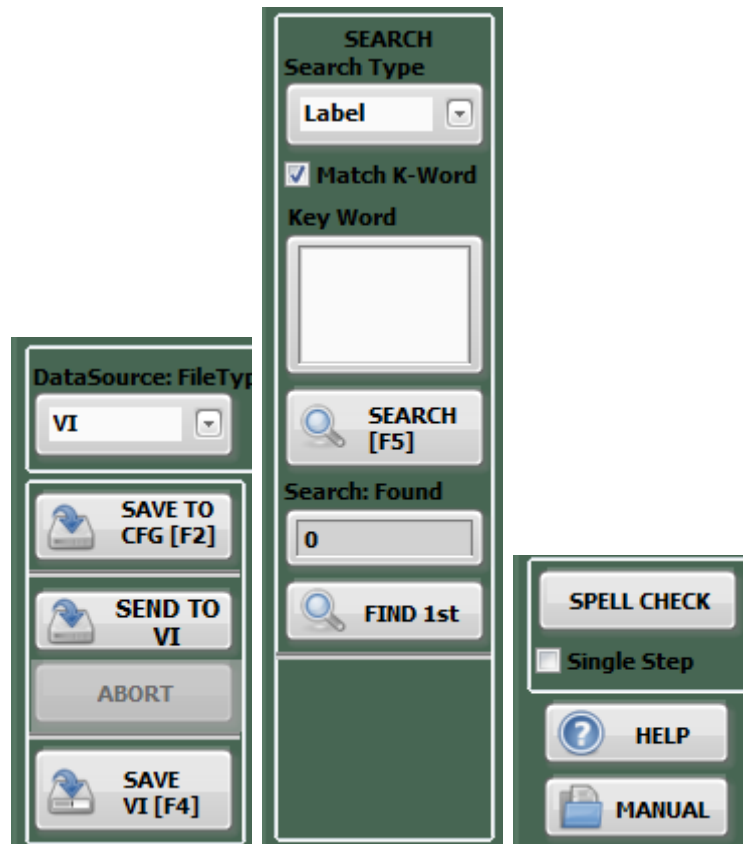 DataSource: FileTyp
VI
SAVE TO
CFG [F2]
SEND TO
VI
ABORT
SAVE
VI [F4]
SEARCH
Search Type
Label
Match K-Word
Key Word
SEARCH
[F5]
Search: Found
0
FIND 1st
SPELL CHECK
Single Step
HELP
MANUAL